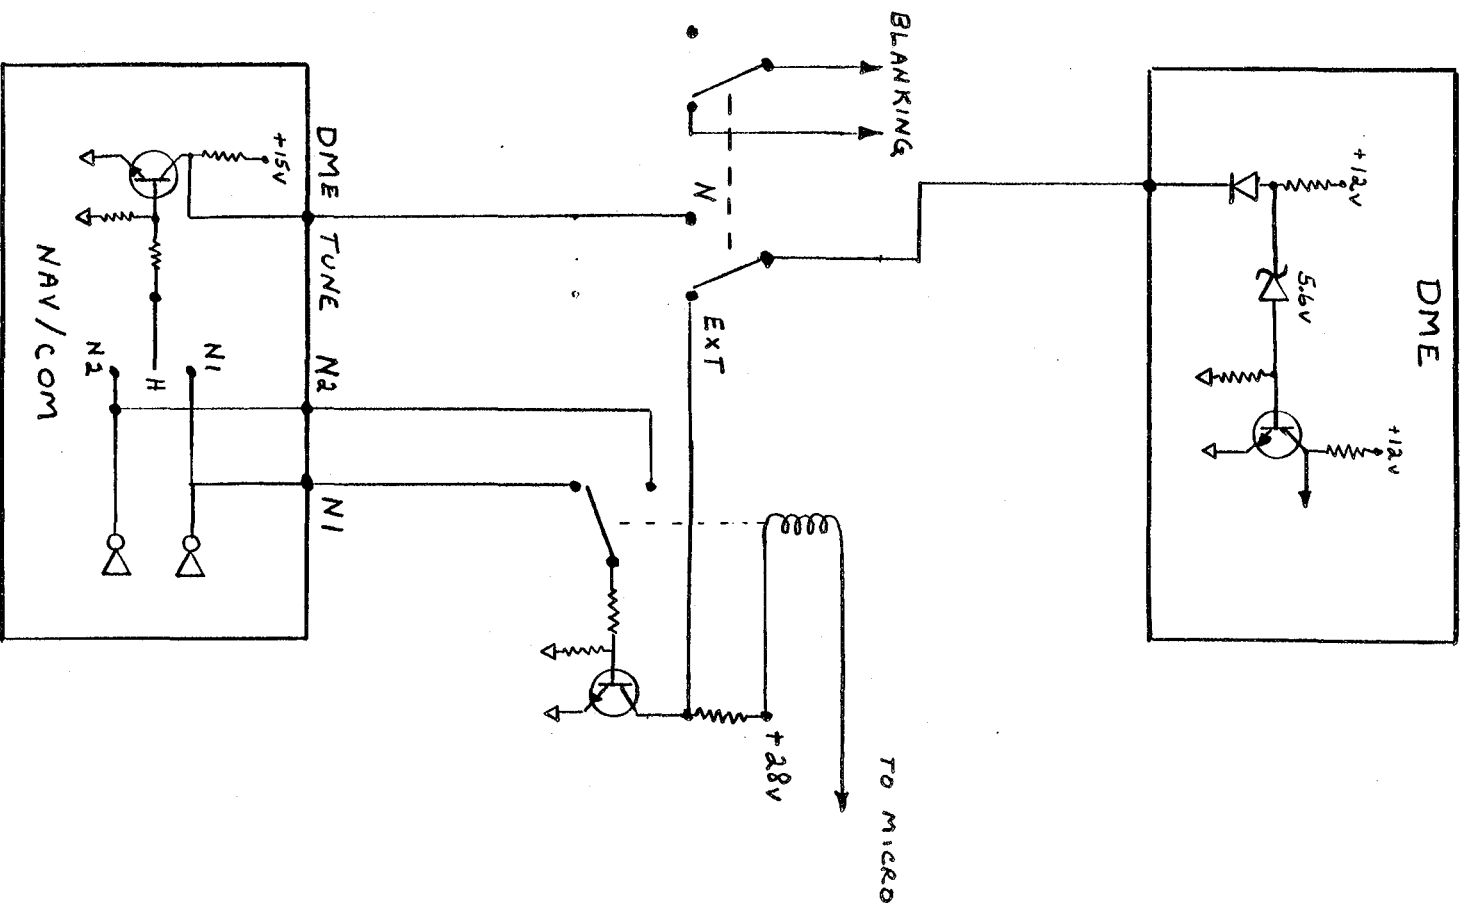 BLANKING
+12V
DME
5.6V
+12V
N
EXT
+15V
DME TUNE
N2
N1
NAV/COM
N2
H
N1
+28V
TO MICRO